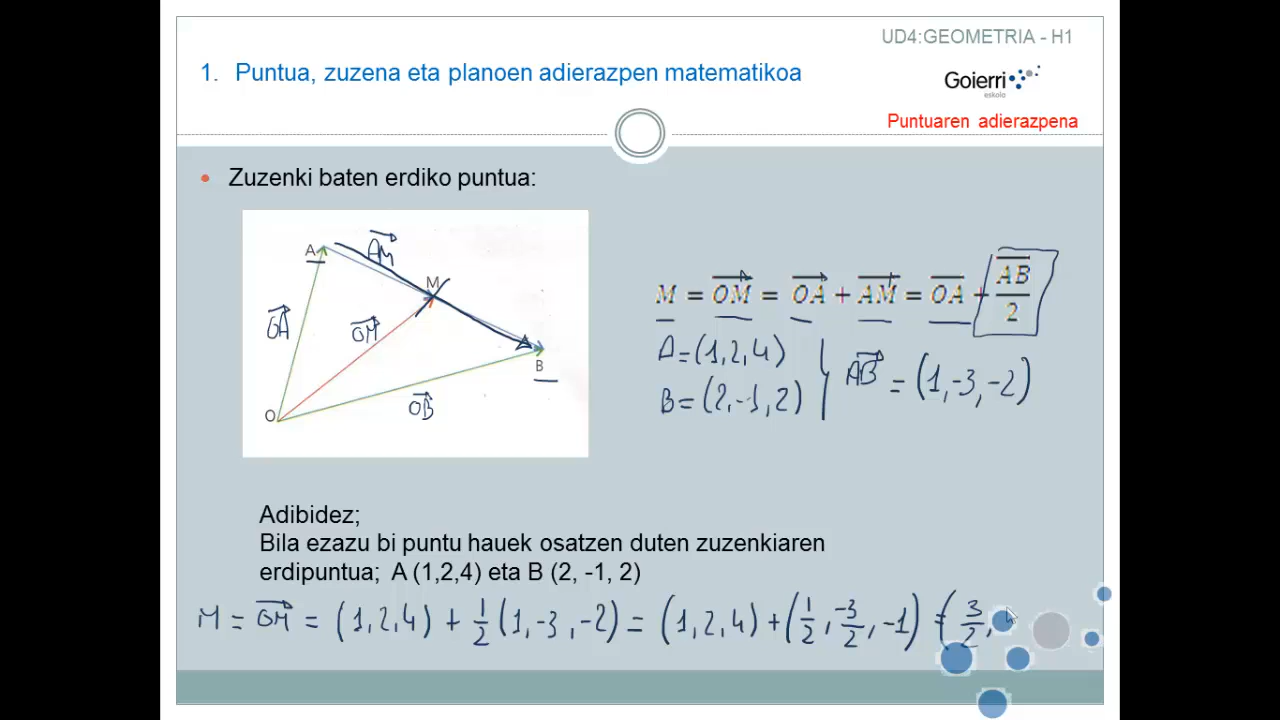 UD4:GEOMETRIA - H1
1. Puntua, zuzena eta planoen adierazpen matematikoa
Goierri
eskola
Puntuaren adierazpena
• Zuzenki baten erdiko puntua:
A
AM
M
OA
OM
B
O
OB
M = OM = OA + AM = OA + AB/2
A=(1,2,4)
B=(2,-1,2)
AB = (1,-3,-2)
Adibidez;
Bila ezazu bi puntu hauek osatzen duten zuzenkiaren
erdipuntua; A (1,2,4) eta B (2, -1, 2)
M = OM = (1,2,4) + 1/2 (1,-3,-2) = (1,2,4) + (1/2, -3/2, -1) = (3/2,